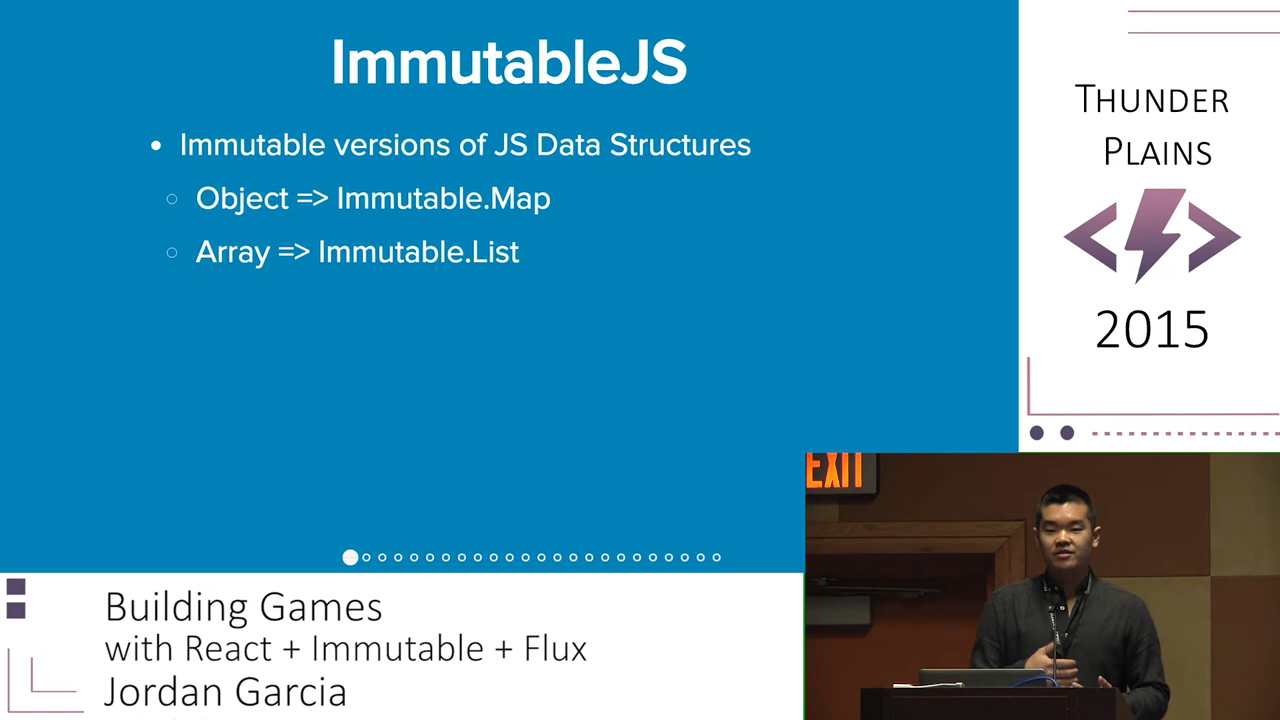 ImmutableJS
• Immutable versions of JS Data Structures
○ Object => Immutable.Map
○ Array => Immutable.List
THUNDER
PLAINS
2015
EXIT
Building Games
with React + Immutable + Flux
Jordan Garcia